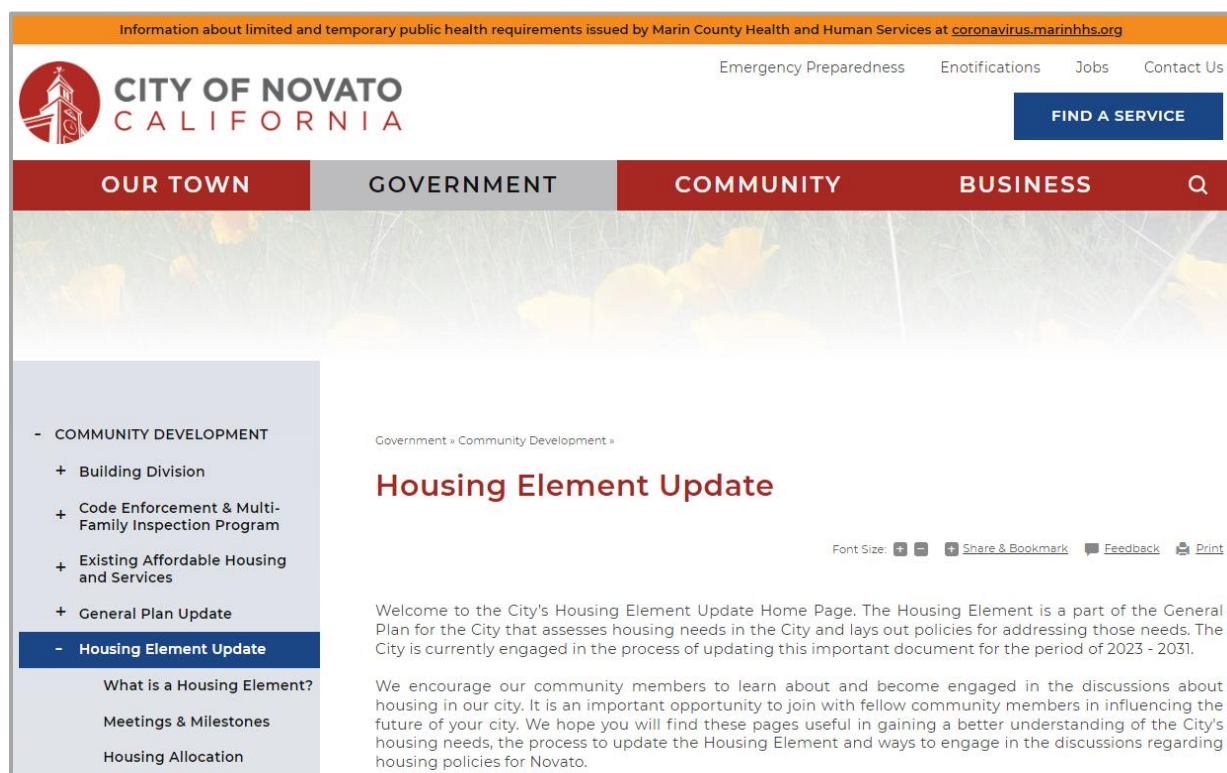 Information about limited and temporary public health requirements issued by Marin County Health and Human Services at coronavirus.marinhhs.org
Emergency Preparedness Enotifications Jobs Contact Us
CITY OF NOVATO
CALIFORNIA
FIND A SERVICE
OUR TOWN GOVERNMENT COMMUNITY BUSINESS
- COMMUNITY DEVELOPMENT
+ Building Division
+ Code Enforcement & Multi-
Family Inspection Program
+ Existing Affordable Housing
and Services
+ General Plan Update
- Housing Element Update
What is a Housing Element?
Meetings & Milestones
Housing Allocation
Government » Community Development »
Housing Element Update
Font Size: + - + Share & Bookmark Feedback Print
Welcome to the City's Housing Element Update Home Page. The Housing Element is a part of the General
Plan for the City that assesses housing needs in the City and lays out policies for addressing those needs. The
City is currently engaged in the process of updating this important document for the period of 2023 - 2031.
We encourage our community members to learn about and become engaged in the discussions about
housing in our city. It is an important opportunity to join with fellow community members in influencing the
future of your city. We hope you will find these pages useful in gaining a better understanding of the City's
housing needs, the process to update the Housing Element and ways to engage in the discussions regarding
housing policies for Novato.